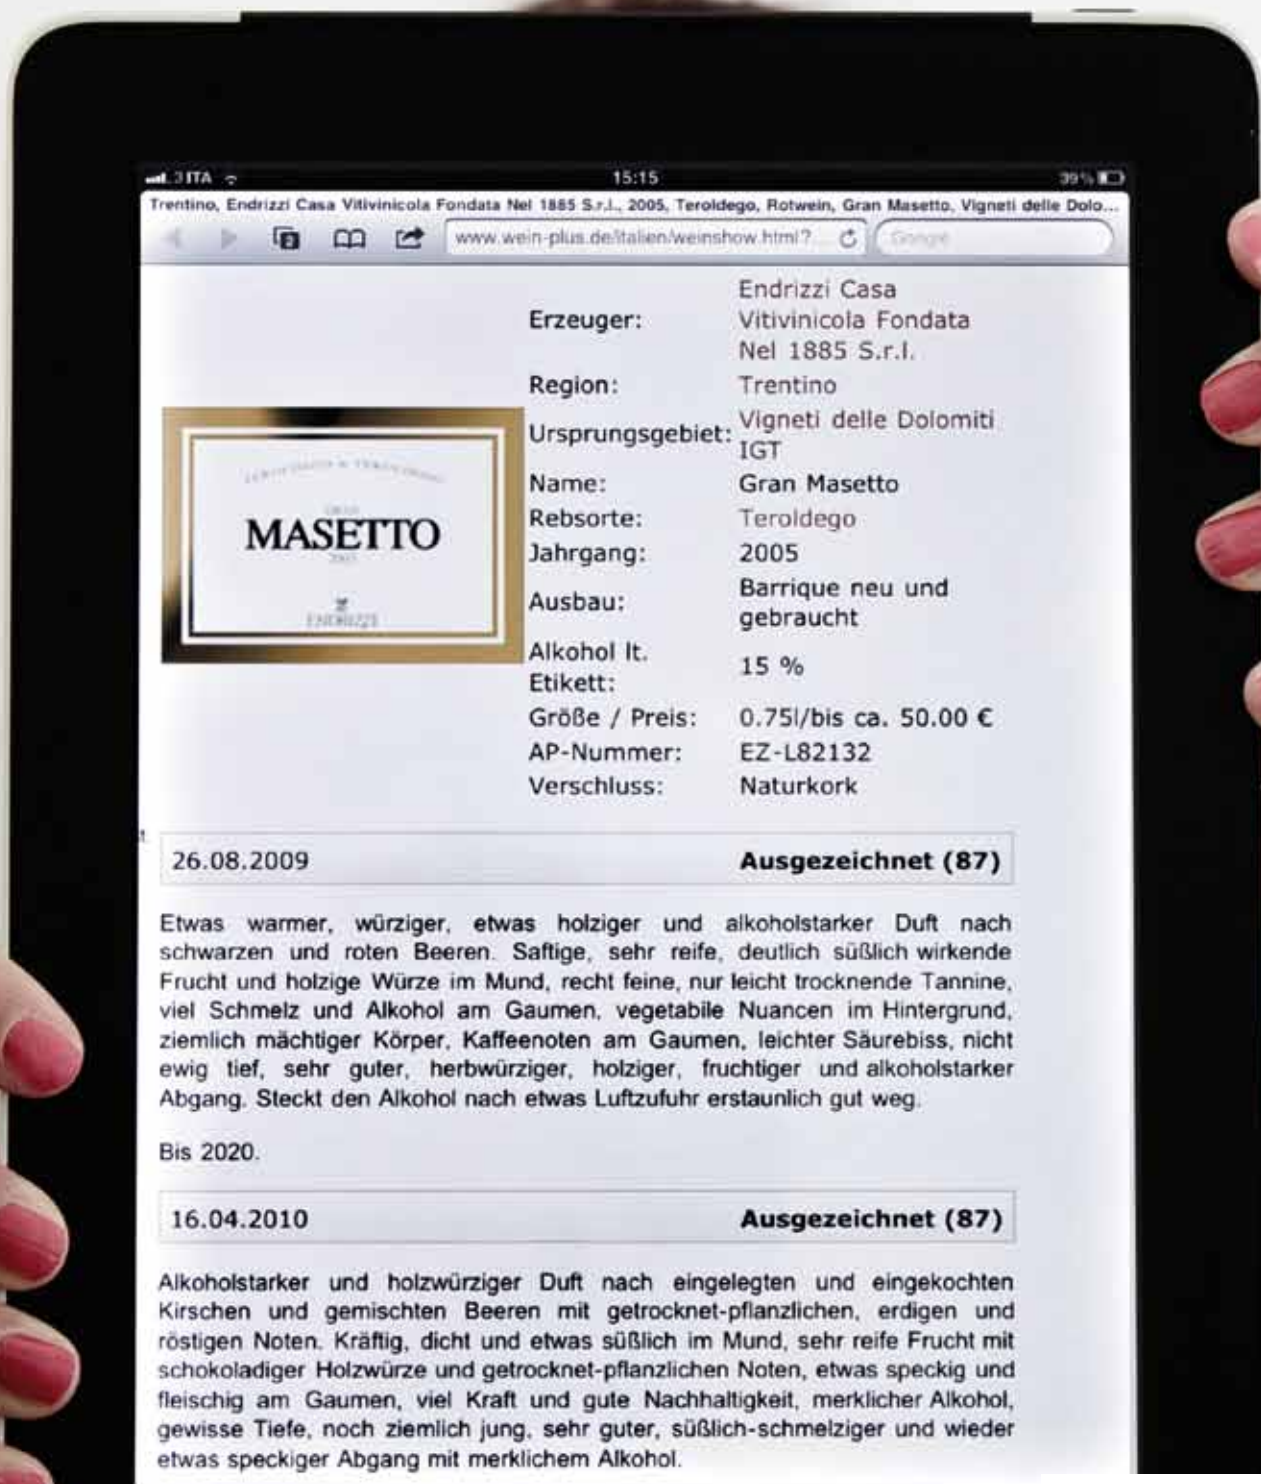 3 ITA
15:15
39%
Trentino, Endrizzi Casa Vitivinicola Fondata Nel 1885 S.r.l., 2005, Teroldego, Rotwein, Gran Masetto, Vigneti delle Dolo...
2
www.wein-plus.de/italien/weinshow.html?...
Google
Erzeuger:
Endrizzi Casa
Vitivinicola Fondata
Nel 1885 S.r.l.
Region:
Trentino
Ursprungsgebiet:
Vigneti delle Dolomiti
IGT
Name:
Gran Masetto
Rebsorte:
Teroldego
Jahrgang:
2005
Ausbau:
Barrique neu und
gebraucht
Alkohol lt.
Etikett:
15 %
Größe / Preis:
0.75l/bis ca. 50.00 €
AP-Nummer:
EZ-L82132
Verschluss:
Naturkork
GRAN
MASETTO
2005
ENDRIZZI
t
26.08.2009
Ausgezeichnet (87)
Etwas warmer, würziger, etwas holziger und alkoholstarker Duft nach
schwarzen und roten Beeren. Saftige, sehr reife, deutlich süßlich wirkende
Frucht und holzige Würze im Mund, recht feine, nur leicht trocknende Tannine,
viel Schmelz und Alkohol am Gaumen, vegetabile Nuancen im Hintergrund,
ziemlich mächtiger Körper, Kaffeenoten am Gaumen, leichter Säurebiss, nicht
ewig tief, sehr guter, herbwürziger, holziger, fruchtiger und alkoholstarker
Abgang. Steckt den Alkohol nach etwas Luftzufuhr erstaunlich gut weg.
Bis 2020.
16.04.2010
Ausgezeichnet (87)
Alkoholstarker und holzwürziger Duft nach eingelegten und eingekochten
Kirschen und gemischten Beeren mit getrocknet-pflanzlichen, erdigen und
röstigen Noten. Kräftig, dicht und etwas süßlich im Mund, sehr reife Frucht mit
schokoladiger Holzwürze und getrocknet-pflanzlichen Noten, etwas speckig und
fleischig am Gaumen, viel Kraft und gute Nachhaltigkeit, merklicher Alkohol,
gewisse Tiefe, noch ziemlich jung, sehr guter, süßlich-schmelziger und wieder
etwas speckiger Abgang mit merklichem Alkohol.